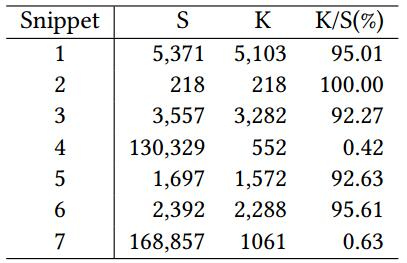 Snippet S K K/S(%)
1 5,371 5,103 95.01
2 218 218 100.00
3 3,557 3,282 92.27
4 130,329 552 0.42
5 1,697 1,572 92.63
6 2,392 2,288 95.61
7 168,857 1061 0.63